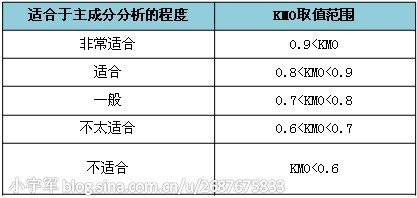 适合于主成分分析的程度 KMO取值范围
非常适合 0.9<KMO
适合 0.8<KMO<0.9
一般 0.7<KMO<0.8
不太适合 0.6<KMO<0.7
不适合 KMO<0.6
小宇军 blog.sina.com.cn/u/2687675833